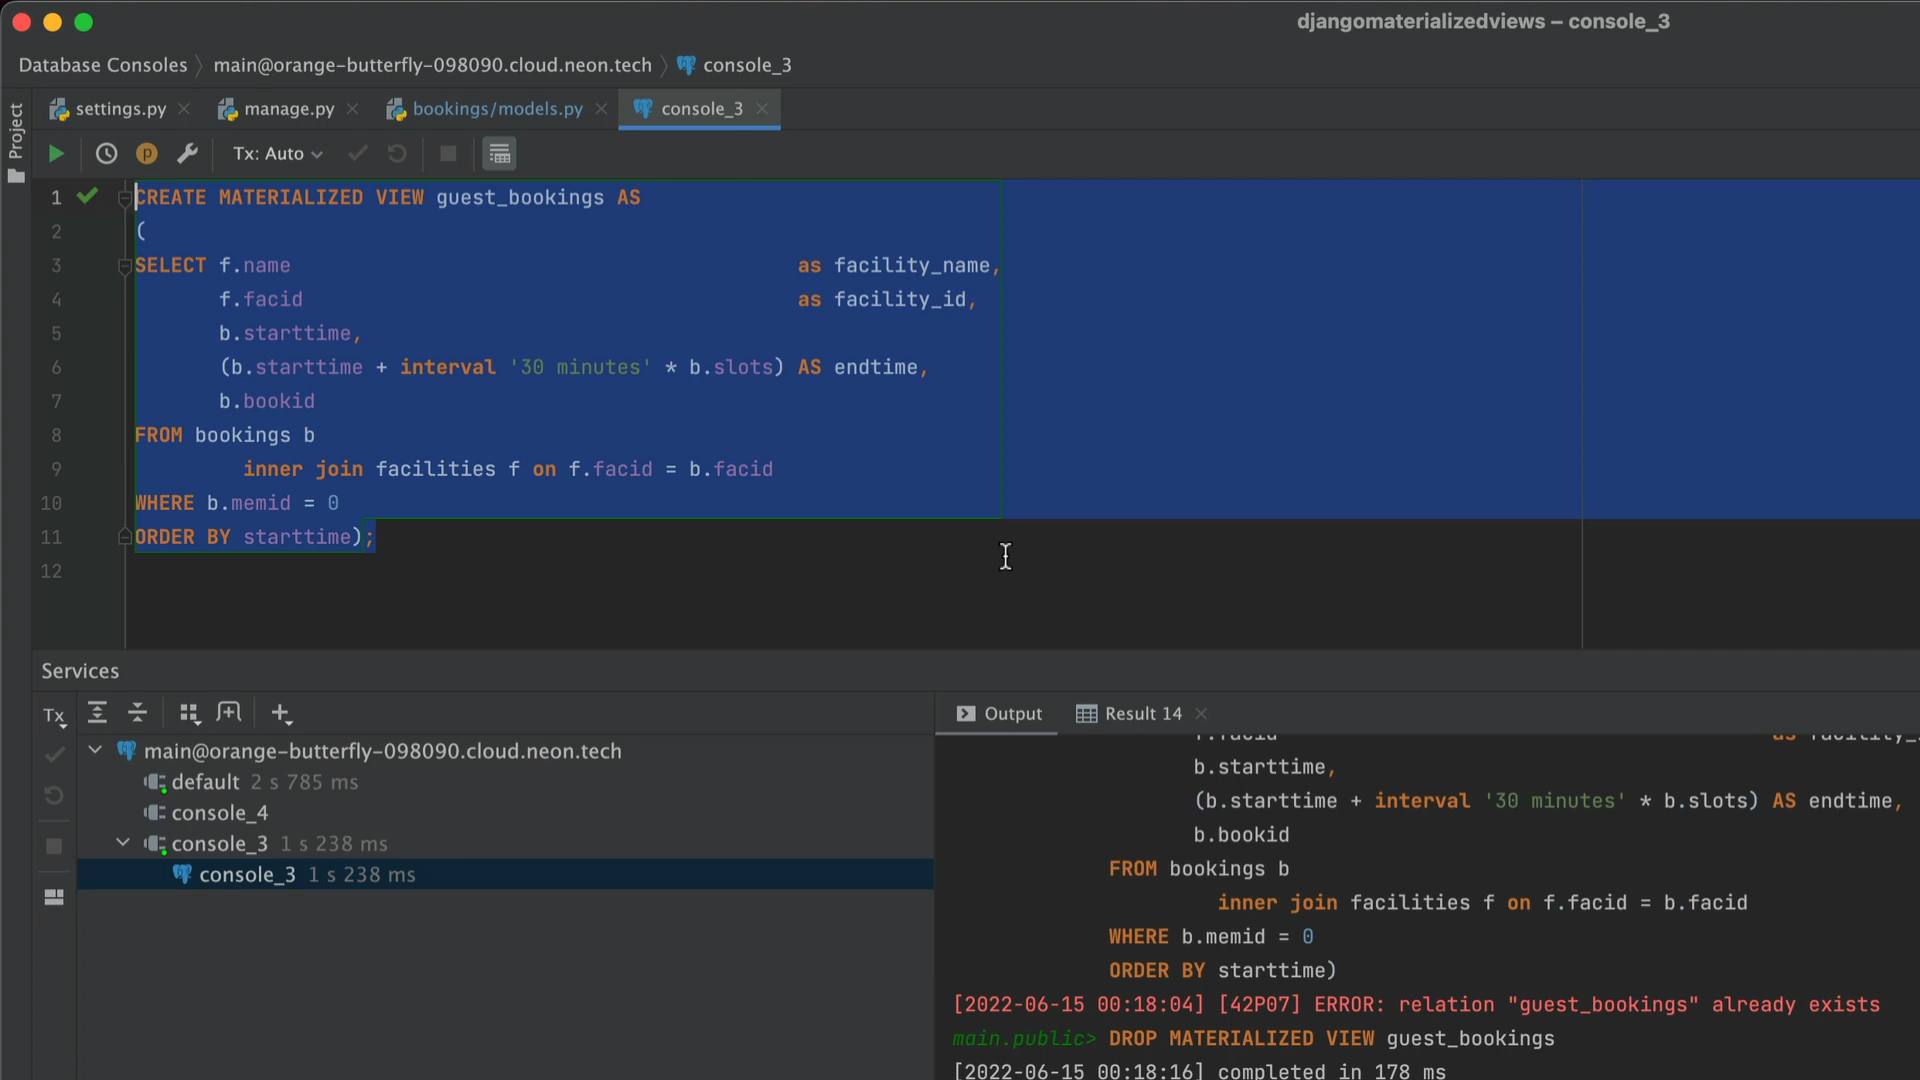 djangomaterializedviews – console_3
Database Consoles main@orange-butterfly-098090.cloud.neon.tech console_3
Project
settings.py manage.py bookings/models.py console_3
p Tx: Auto
1 CREATE MATERIALIZED VIEW guest_bookings AS
2 (
3 SELECT f.name as facility_name,
4 f.facid as facility_id,
5 b.starttime,
6 (b.starttime + interval '30 minutes' * b.slots) AS endtime,
7 b.bookid
8 FROM bookings b
9 inner join facilities f on f.facid = b.facid
10 WHERE b.memid = 0
11 ORDER BY starttime);
12
Services
Tx
main@orange-butterfly-098090.cloud.neon.tech
default 2 s 785 ms
console_4
console_3 1 s 238 ms
console_3 1 s 238 ms
Output Result 14
b.starttime,
(b.starttime + interval '30 minutes' * b.slots) AS endtime,
b.bookid
FROM bookings b
inner join facilities f on f.facid = b.facid
WHERE b.memid = 0
ORDER BY starttime)
[2022-06-15 00:18:04] [42P07] ERROR: relation "guest_bookings" already exists
main.public> DROP MATERIALIZED VIEW guest_bookings
[2022-06-15 00:18:16] completed in 178 ms